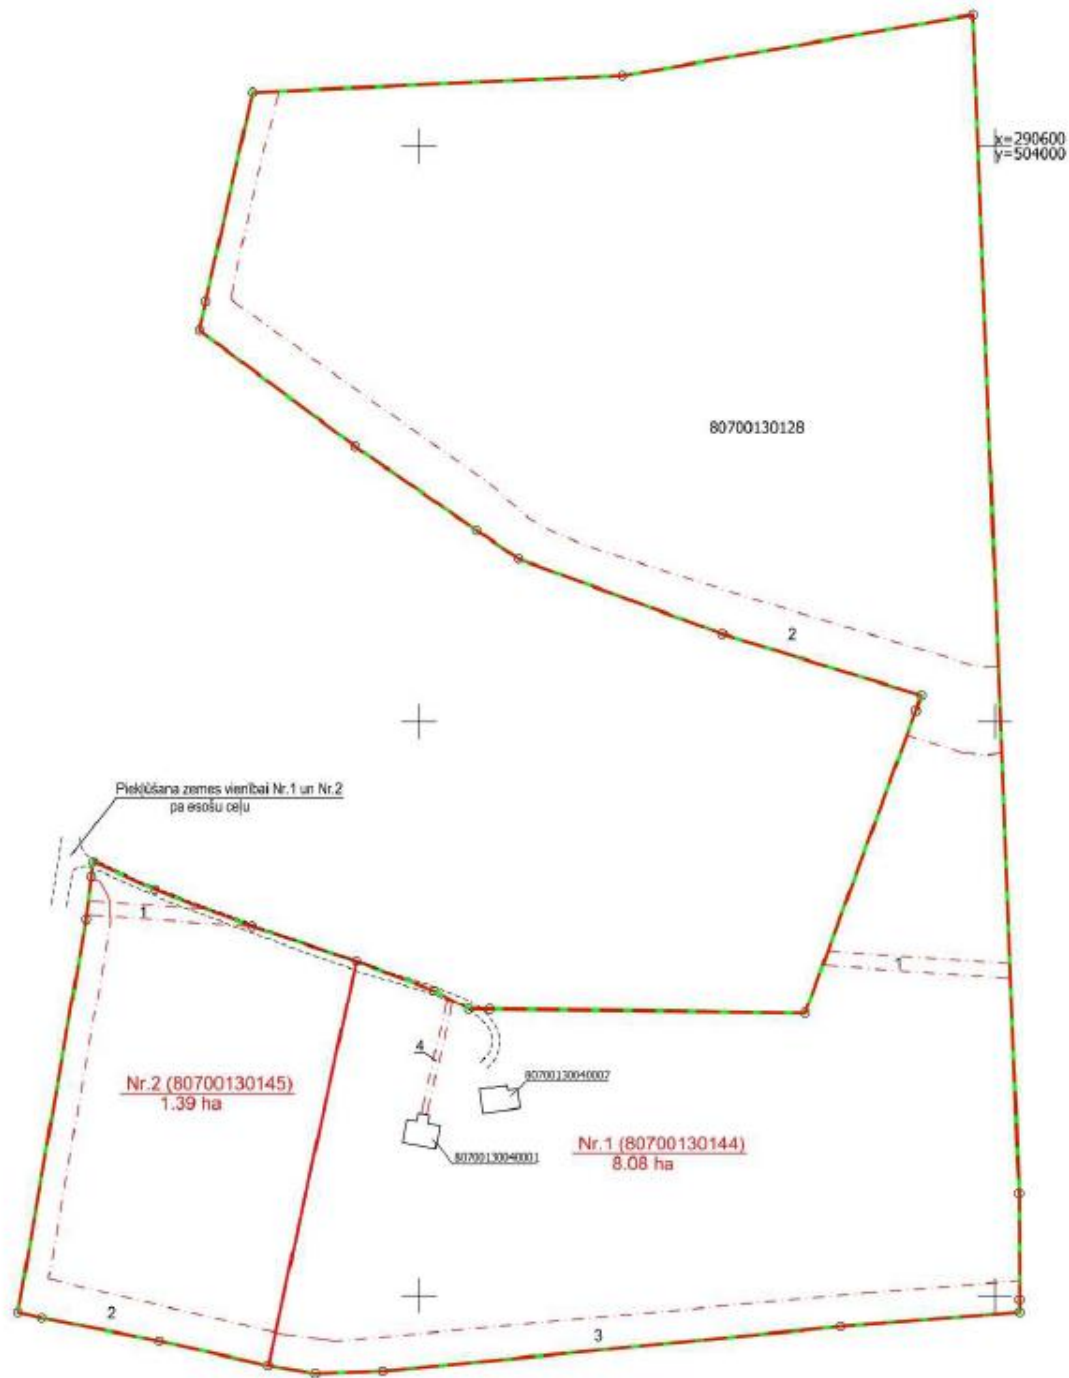 x=290600
y=504000
80700130128
2
Piekļūšana zemes vienībai Nr.1 un Nr.2
pa esošu ceļu
1
1
4
80700130040007
Nr.2 (80700130145)
1.39 ha
80700130040001
Nr.1 (80700130144)
8.08 ha
2
3